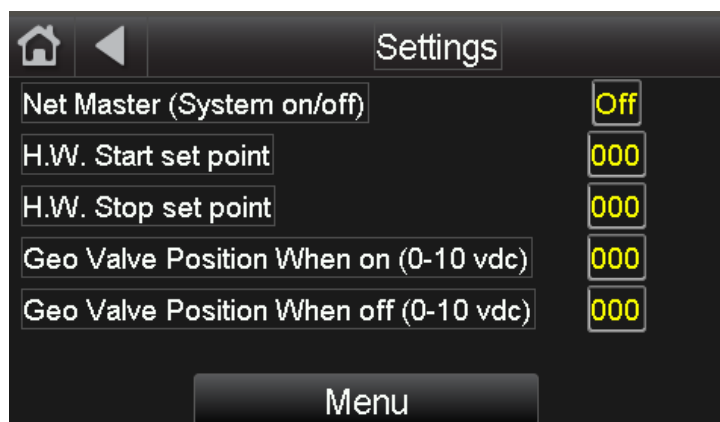 Settings
Net Master (System on/off) Off
H.W. Start set point 000
H.W. Stop set point 000
Geo Valve Position When on (0-10 vdc) 000
Geo Valve Position When off (0-10 vdc) 000
Menu